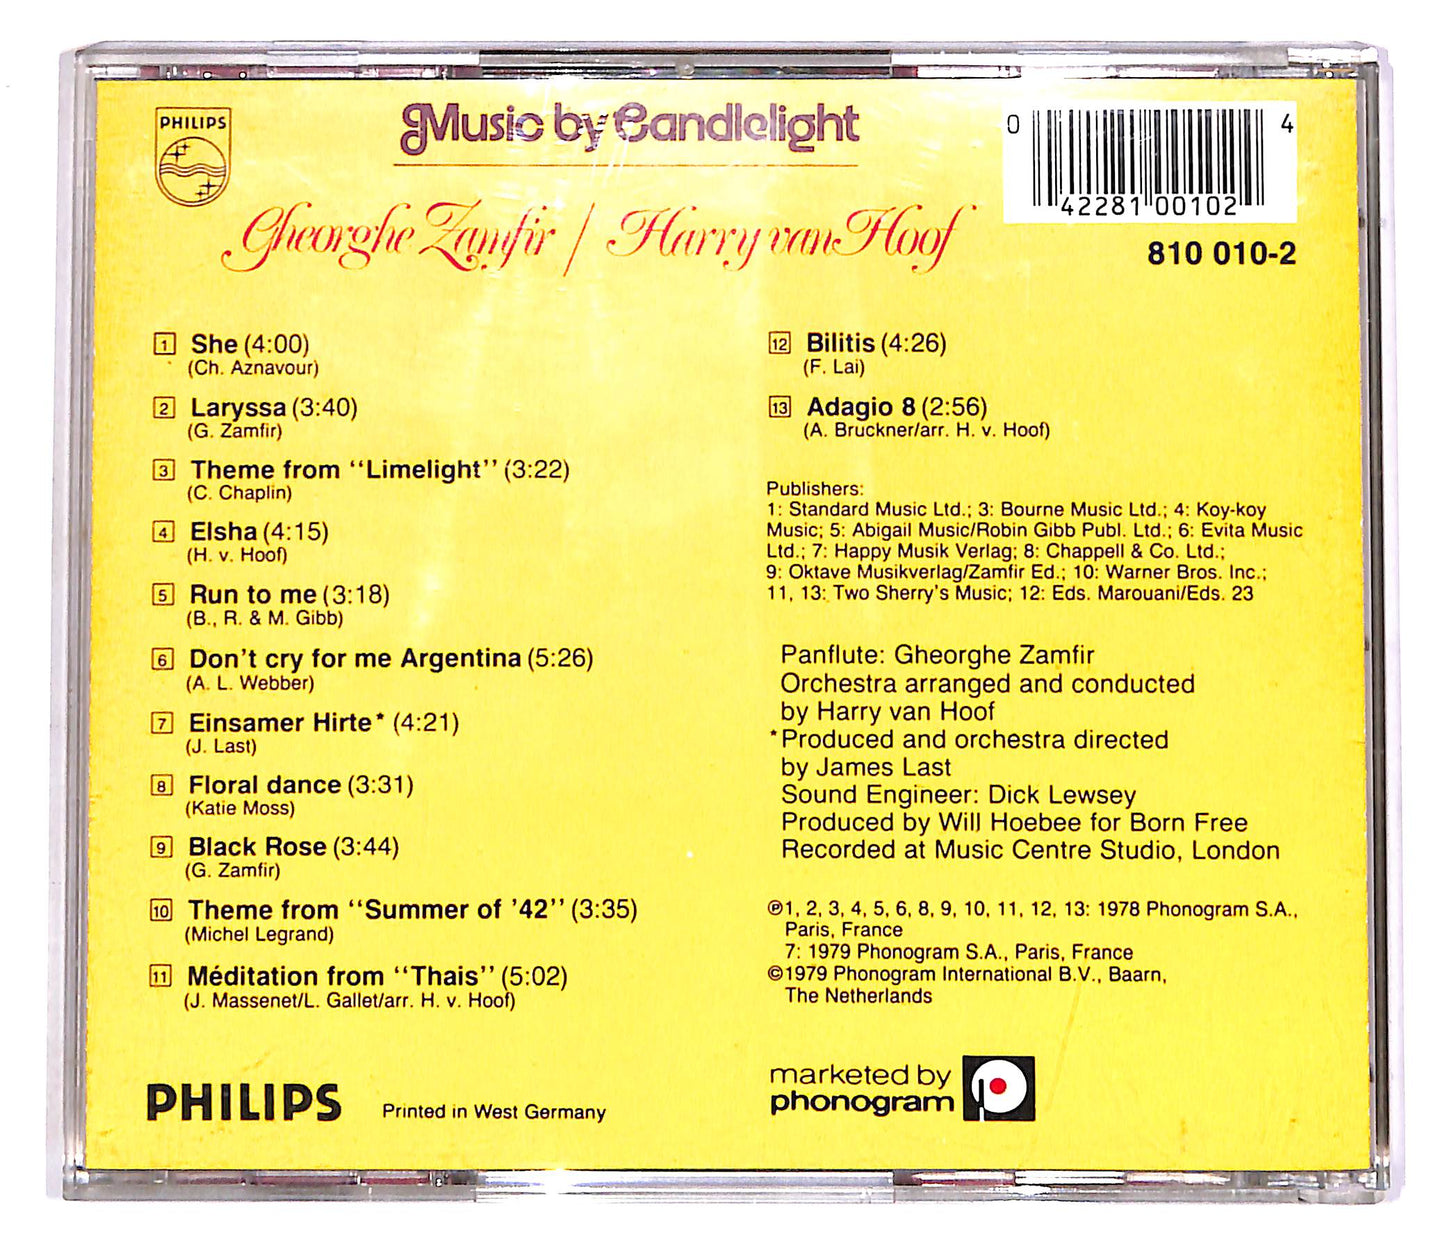 PHILIPS
Music by Candlelight
Gheorghe Zamfir / Harry van Hoof
0 42281 00102 4
810 010-2
1 She (4:00)
(Ch. Aznavour)
2 Laryssa (3:40)
(G. Zamfir)
3 Theme from ‘‘Limelight’’ (3:22)
(C. Chaplin)
4 Elsha (4:15)
(H. v. Hoof)
5 Run to me (3:18)
(B., R. & M. Gibb)
6 Don't cry for me Argentina (5:26)
(A. L. Webber)
7 Einsamer Hirte* (4:21)
(J. Last)
8 Floral dance (3:31)
(Katie Moss)
9 Black Rose (3:44)
(G. Zamfir)
10 Theme from ‘‘Summer of '42’’ (3:35)
(Michel Legrand)
11 Méditation from ‘‘Thais’’ (5:02)
(J. Massenet/L. Gallet/arr. H. v. Hoof)
12 Bilitis (4:26)
(F. Lai)
13 Adagio 8 (2:56)
(A. Bruckner/arr. H. v. Hoof)
Publishers:
1: Standard Music Ltd.; 3: Bourne Music Ltd.; 4: Koy-koy
Music; 5: Abigail Music/Robin Gibb Publ. Ltd.; 6: Evita Music
Ltd.; 7: Happy Musik Verlag; 8: Chappell & Co. Ltd.;
9: Oktave Musikverlag/Zamfir Ed.; 10: Warner Bros. Inc.;
11, 13: Two Sherry's Music; 12: Eds. Marouani/Eds. 23
Panflute: Gheorghe Zamfir
Orchestra arranged and conducted
by Harry van Hoof
*Produced and orchestra directed
by James Last
Sound Engineer: Dick Lewsey
Produced by Will Hoebee for Born Free
Recorded at Music Centre Studio, London
℗1, 2, 3, 4, 5, 6, 8, 9, 10, 11, 12, 13: 1978 Phonogram S.A.,
Paris, France
7: 1979 Phonogram S.A., Paris, France
©1979 Phonogram International B.V., Baarn,
The Netherlands
PHILIPS
Printed in West Germany
marketed by
phonogram